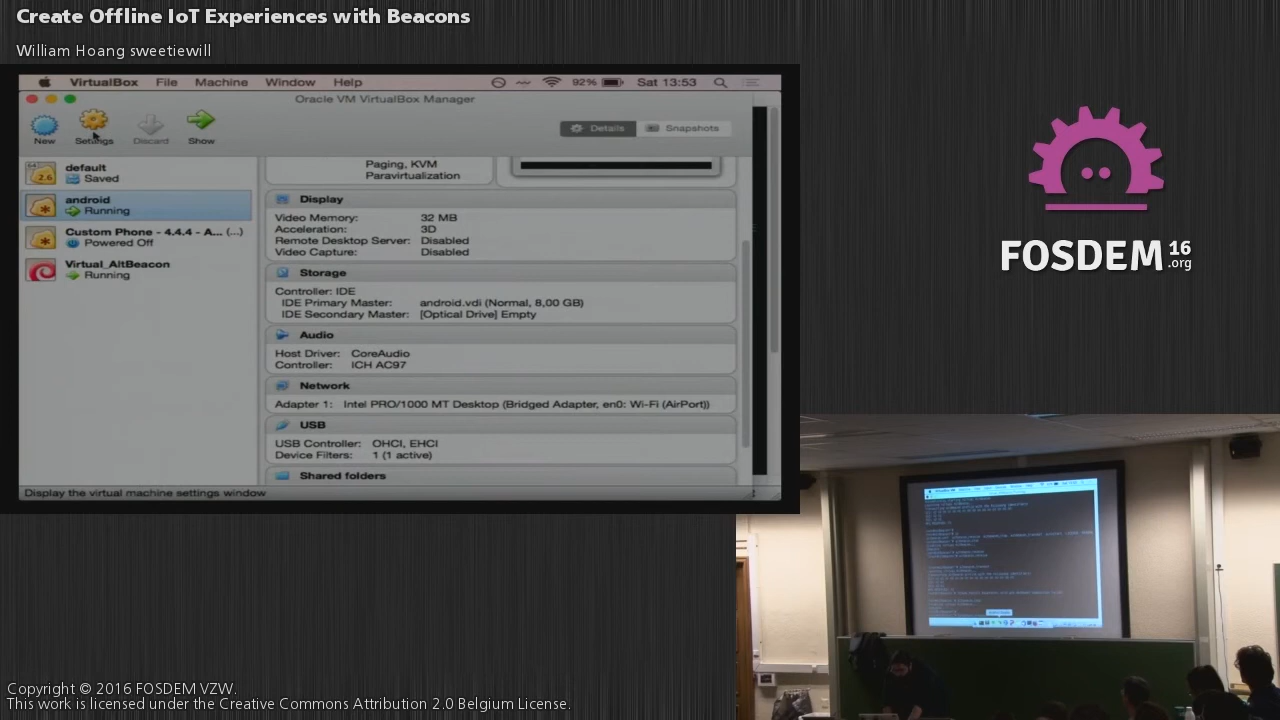 Create Offline IoT Experiences with Beacons
William Hoang sweetiewill
VirtualBox File Machine Window Help 92% Sat 13:53
Oracle VM VirtualBox Manager
New Settings Discard Show Details Snapshots
default
Saved
android
Running
Custom Phone - 4.4.4 - A... (...)
Powered Off
Virtual_AltBeacon
Running
Paging, KVM
Paravirtualization
Display
Video Memory: 32 MB
Acceleration: 3D
Remote Desktop Server: Disabled
Video Capture: Disabled
Storage
Controller: IDE
IDE Primary Master: android.vdi (Normal, 8,00 GB)
IDE Secondary Master: [Optical Drive] Empty
Audio
Host Driver: CoreAudio
Controller: ICH AC97
Network
Adapter 1: Intel PRO/1000 MT Desktop (Bridged Adapter, en0: Wi-Fi (AirPort))
USB
USB Controller: OHCI, EHCI
Device Filters: 1 (1 active)
Shared folders
Display the virtual machine settings window
FOSDEM 16
.org
Copyright © 2016 FOSDEM VZW.
This work is licensed under the Creative Commons Attribution 2.0 Belgium License.